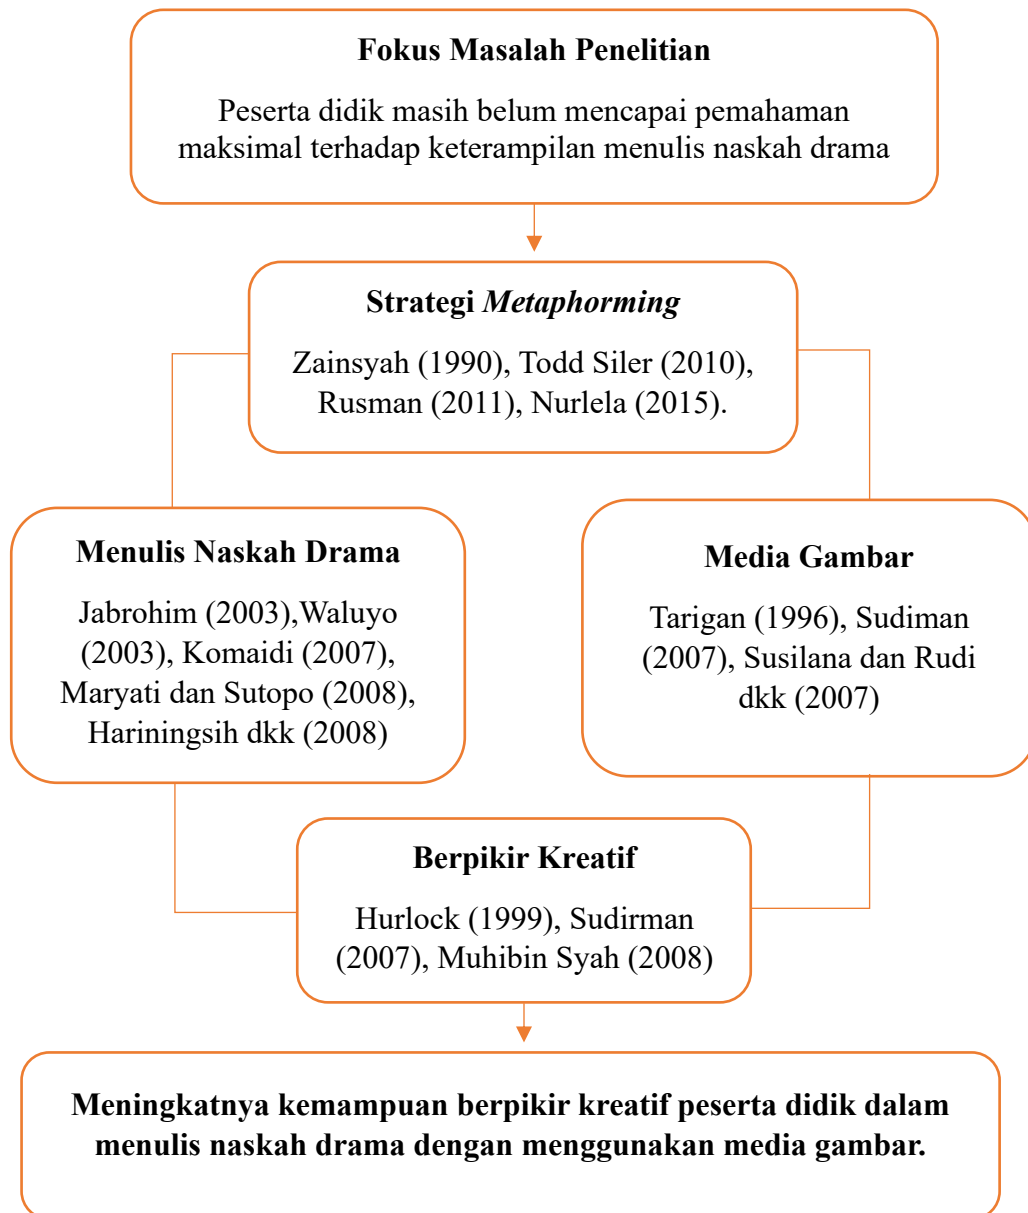 Fokus Masalah Penelitian
Peserta didik masih belum mencapai pemahaman
maksimal terhadap keterampilan menulis naskah drama
Strategi Metaphorming
Zainsyah (1990), Todd Siler (2010),
Rusman (2011), Nurlela (2015).
Menulis Naskah Drama
Jabrohim (2003),Waluyo
(2003), Komaidi (2007),
Maryati dan Sutopo (2008),
Hariningsih dkk (2008)
Media Gambar
Tarigan (1996), Sudiman
(2007), Susilana dan Rudi
dkk (2007)
Berpikir Kreatif
Hurlock (1999), Sudirman
(2007), Muhibin Syah (2008)
Meningkatnya kemampuan berpikir kreatif peserta didik dalam
menulis naskah drama dengan menggunakan media gambar.